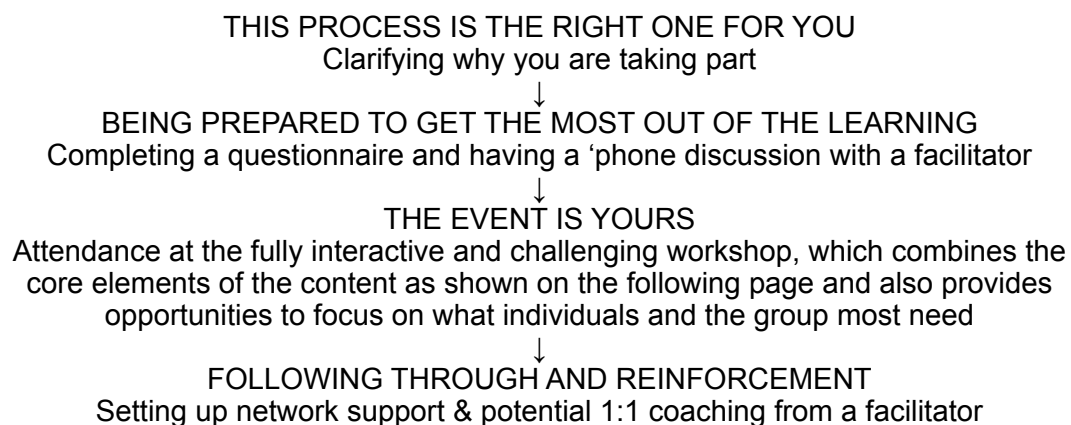 THIS PROCESS IS THE RIGHT ONE FOR YOU
Clarifying why you are taking part
↓
BEING PREPARED TO GET THE MOST OUT OF THE LEARNING
Completing a questionnaire and having a ‘phone discussion with a facilitator
↓
THE EVENT IS YOURS
Attendance at the fully interactive and challenging workshop, which combines the
core elements of the content as shown on the following page and also provides
opportunities to focus on what individuals and the group most need
↓
FOLLOWING THROUGH AND REINFORCEMENT
Setting up network support & potential 1:1 coaching from a facilitator